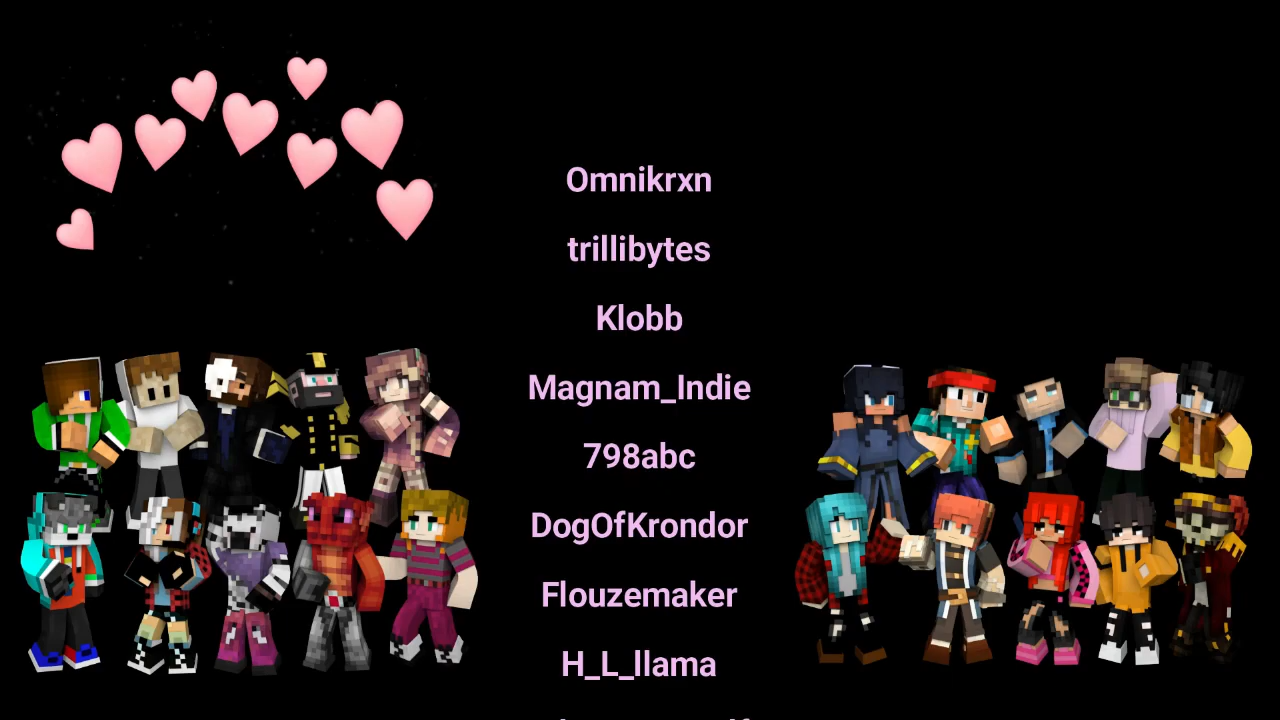 Omnikrxn
trillibytes
Klobb
Magnam_Indie
798abc
DogOfKrondor
Flouzemaker
H_L_llama